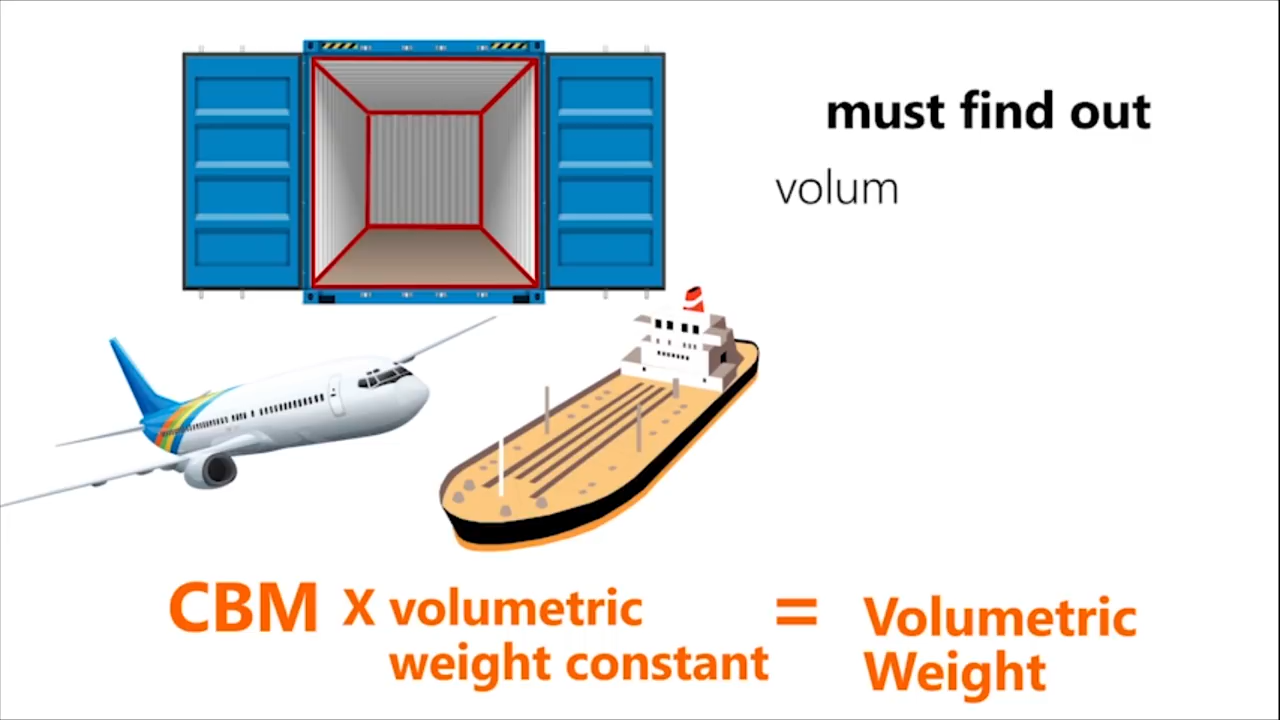 must find out
volum
CBM X volumetric weight constant = Volumetric Weight